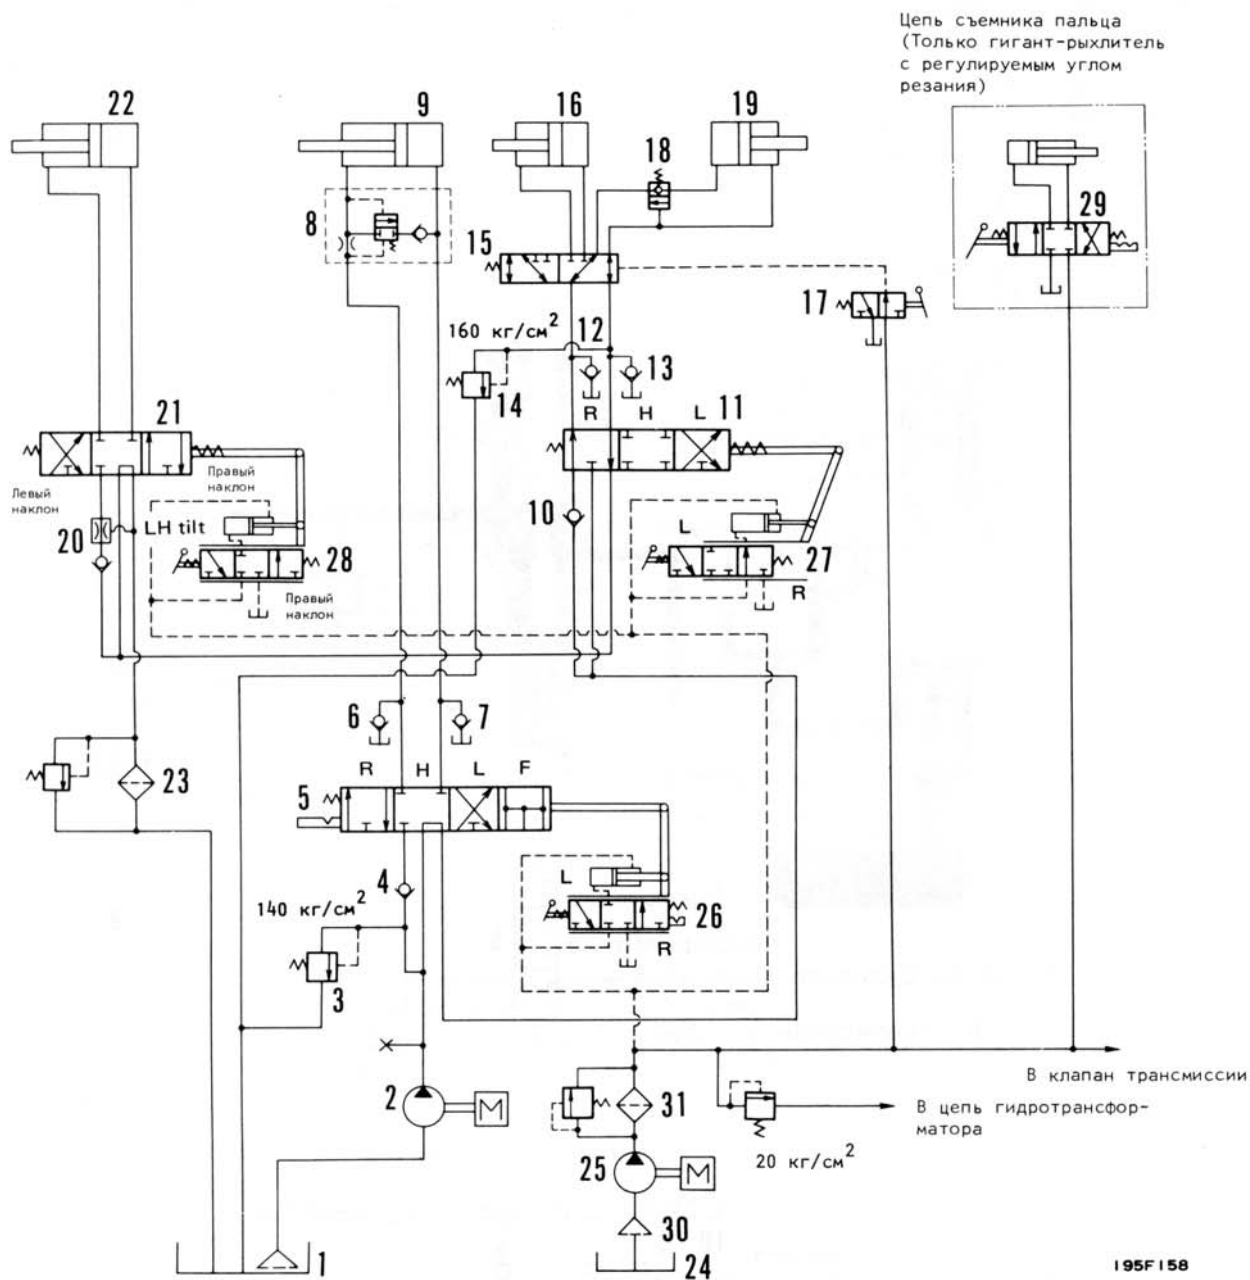 Цепь съемника пальца
(Только гигант-рыхлитель
с регулируемым углом
резания)
22
9
16
19
18
8
15
29
17
160 кг/см²
12
13
14
R H L
11
21
Правый
наклон
Левый
наклон
10
20
LH tilt
28
Правый
наклон
L
27
R
6
7
R H L F
23
5
4
L
26
R
140 кг/см²
3
2
M
31
В клапан трансмиссии
В цепь гидротрансфор-
матора
20 кг/см²
25
M
30
1
24
195F158